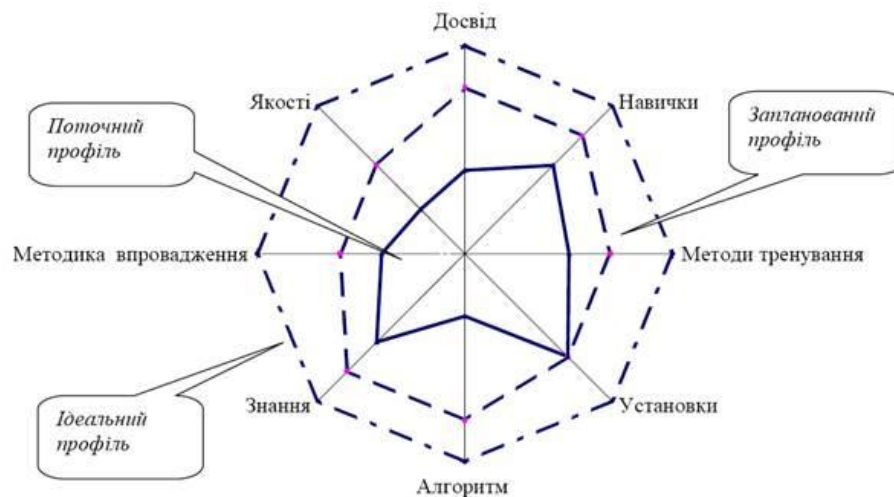 Досвід
Якості
Навички
Поточний
профіль
Запланований
профіль
Методика впровадження
Методи тренування
Ідеальний
профіль
Знання
Установки
Алгоритм